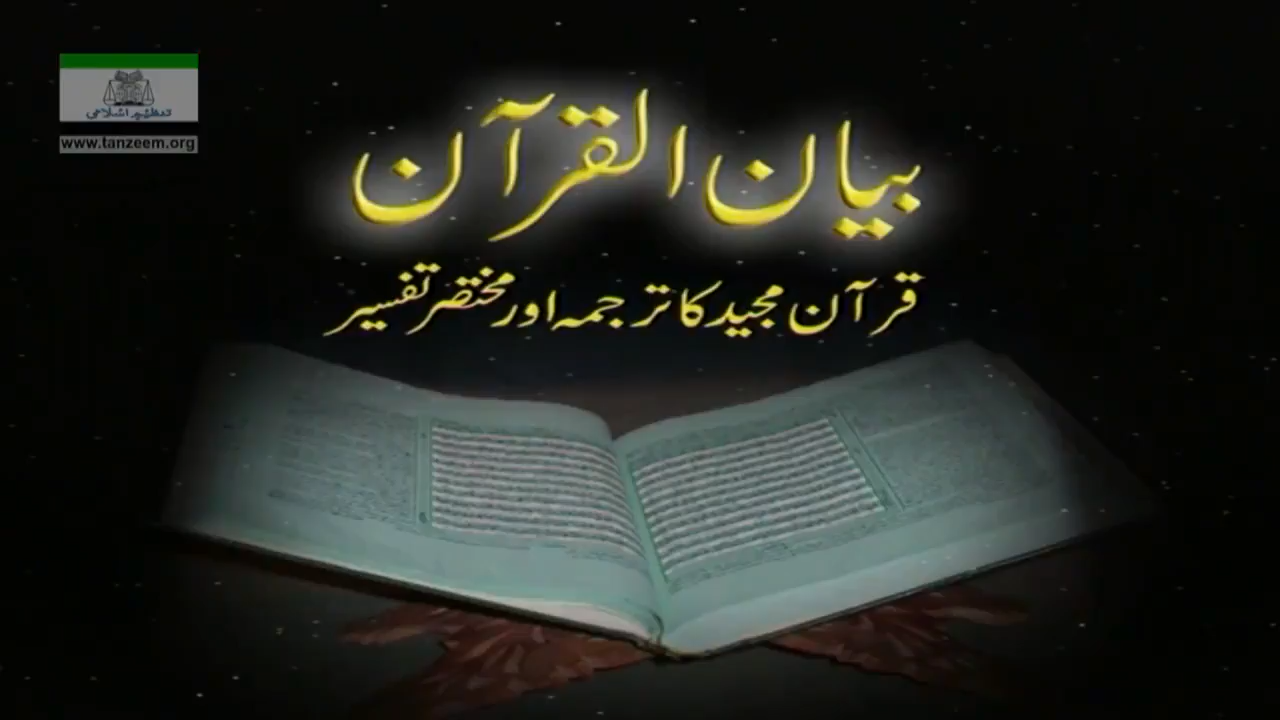 تنظیم اسلامی
www.tanzeem.org
بیان القرآن
قرآن مجید کا ترجمہ اور مختصر تفسیر